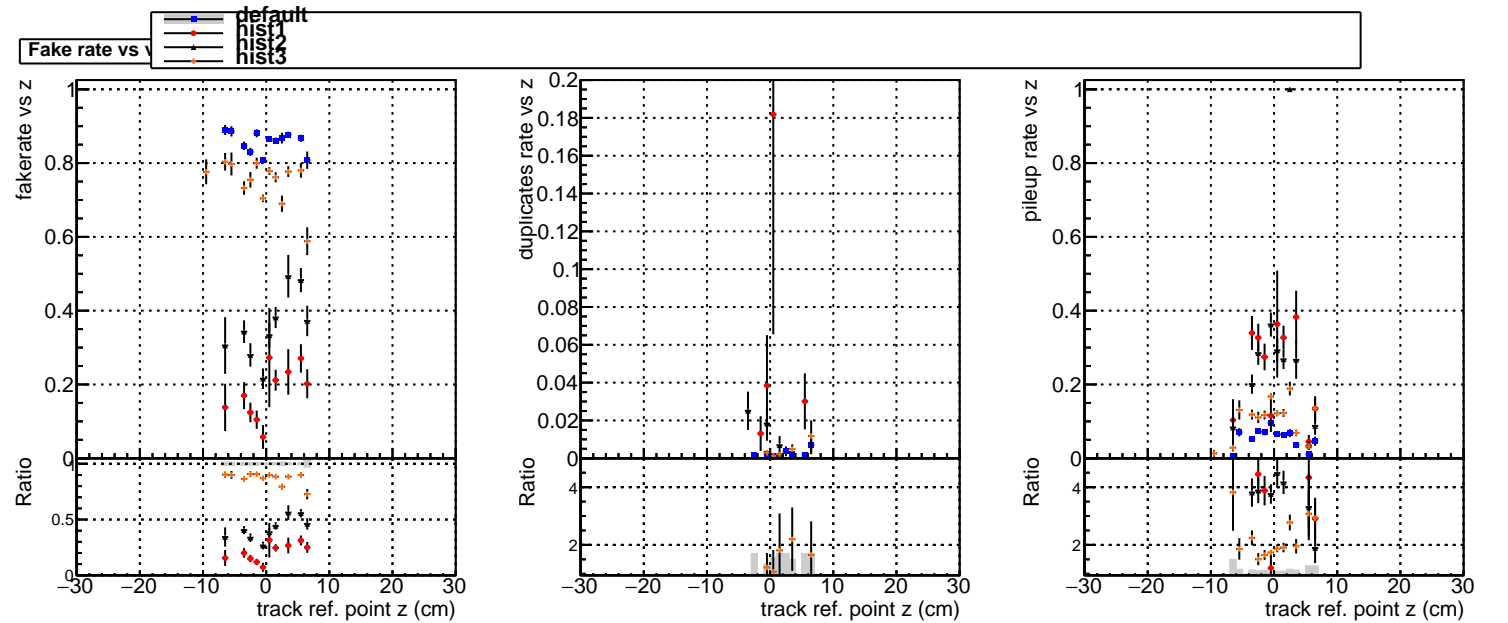 default
hist1
hist2
hist3
Fake rate vs v
fakerate vs z
1
0.8
0.6
0.4
0.2
0
Ratio
1
0.5
0
−30 −20 −10 0 10 20 30
track ref. point z (cm)
duplicates rate vs z
0.2
0.18
0.16
0.14
0.12
0.1
0.08
0.06
0.04
0.02
0
Ratio
4
2
−30 −20 −10 0 10 20 30
track ref. point z (cm)
pileup rate vs z
1
0.8
0.6
0.4
0.2
0
Ratio
4
2
−30 −20 −10 0 10 20 30
track ref. point z (cm)